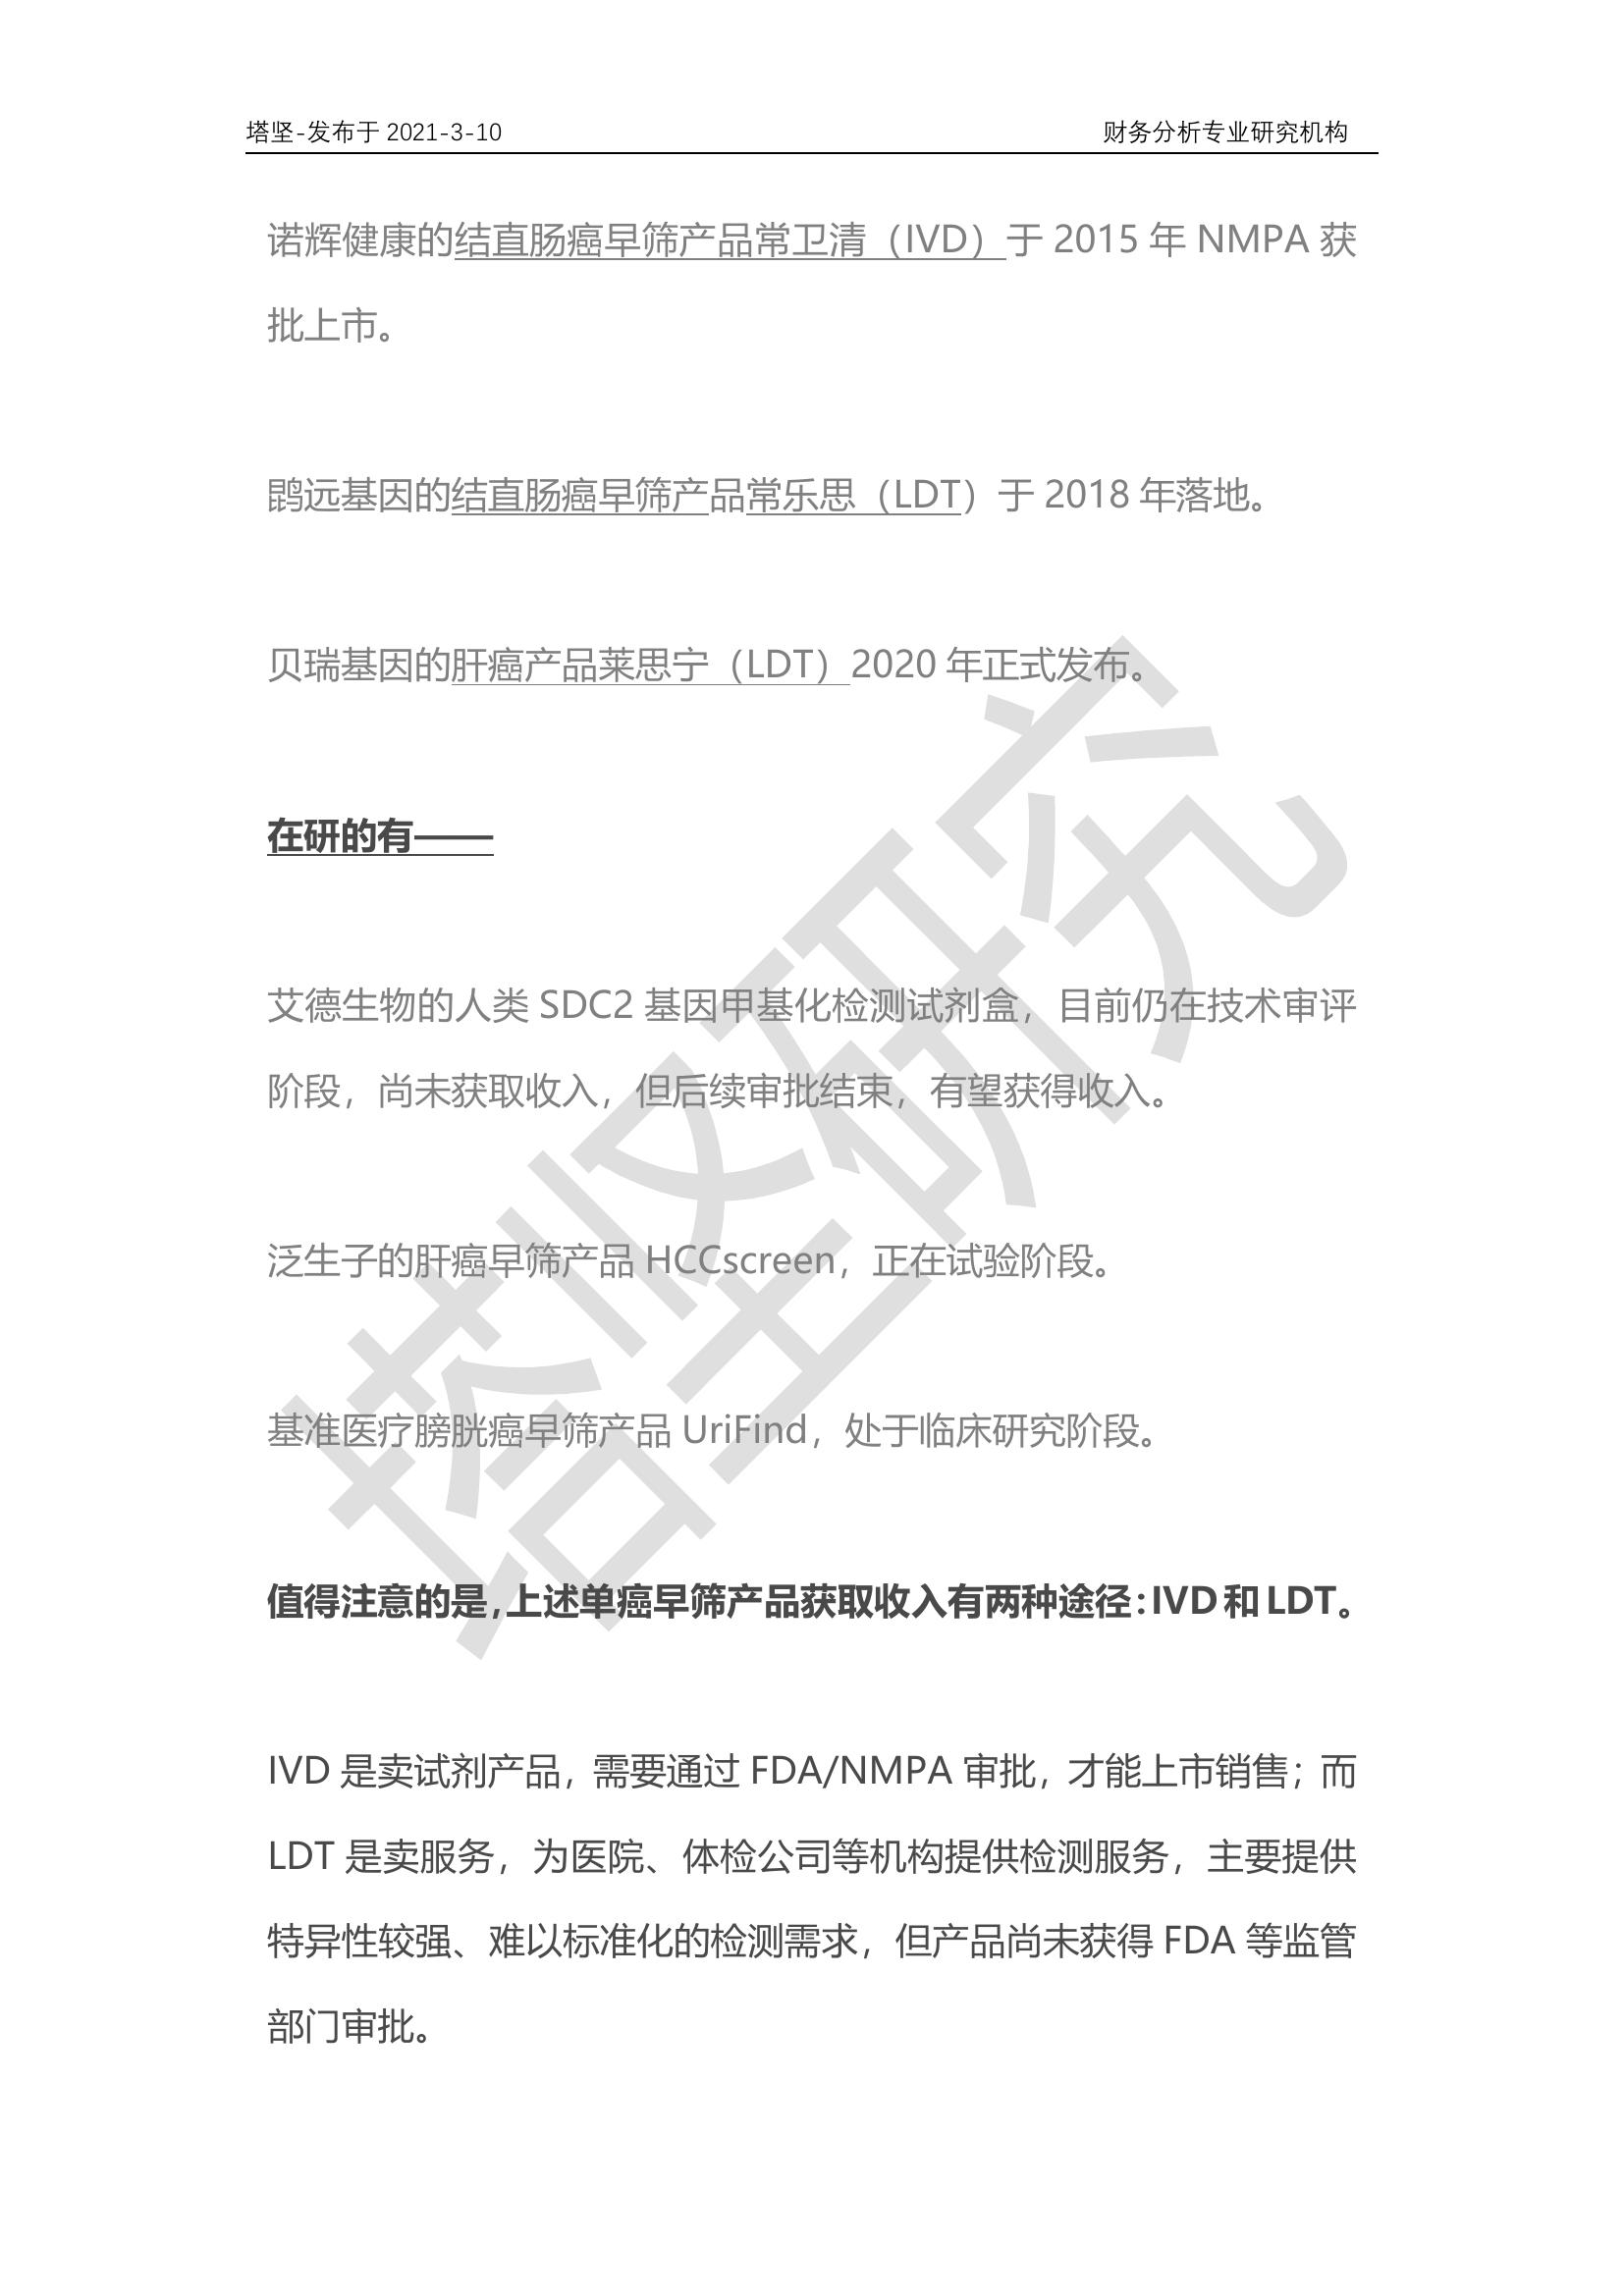 塔坚-发布于 2021-3-10 财务分析专业研究机构
诺辉健康的结直肠癌早筛产品常卫清（IVD）于 2015 年 NMPA 获
批上市。
鹍远基因的结直肠癌早筛产品常乐思（LDT）于 2018 年落地。
贝瑞基因的肝癌产品莱思宁（LDT）2020 年正式发布。
在研的有——
艾德生物的人类 SDC2 基因甲基化检测试剂盒，目前仍在技术审评
阶段，尚未获取收入，但后续审批结束，有望获得收入。
泛生子的肝癌早筛产品 HCCscreen，正在试验阶段。
基准医疗膀胱癌早筛产品 UriFind，处于临床研究阶段。
值得注意的是，上述单癌早筛产品获取收入有两种途径：IVD 和 LDT。
IVD 是卖试剂产品，需要通过 FDA/NMPA 审批，才能上市销售；而
LDT 是卖服务，为医院、体检公司等机构提供检测服务，主要提供
特异性较强、难以标准化的检测需求，但产品尚未获得 FDA 等监管
部门审批。
塔坚研究